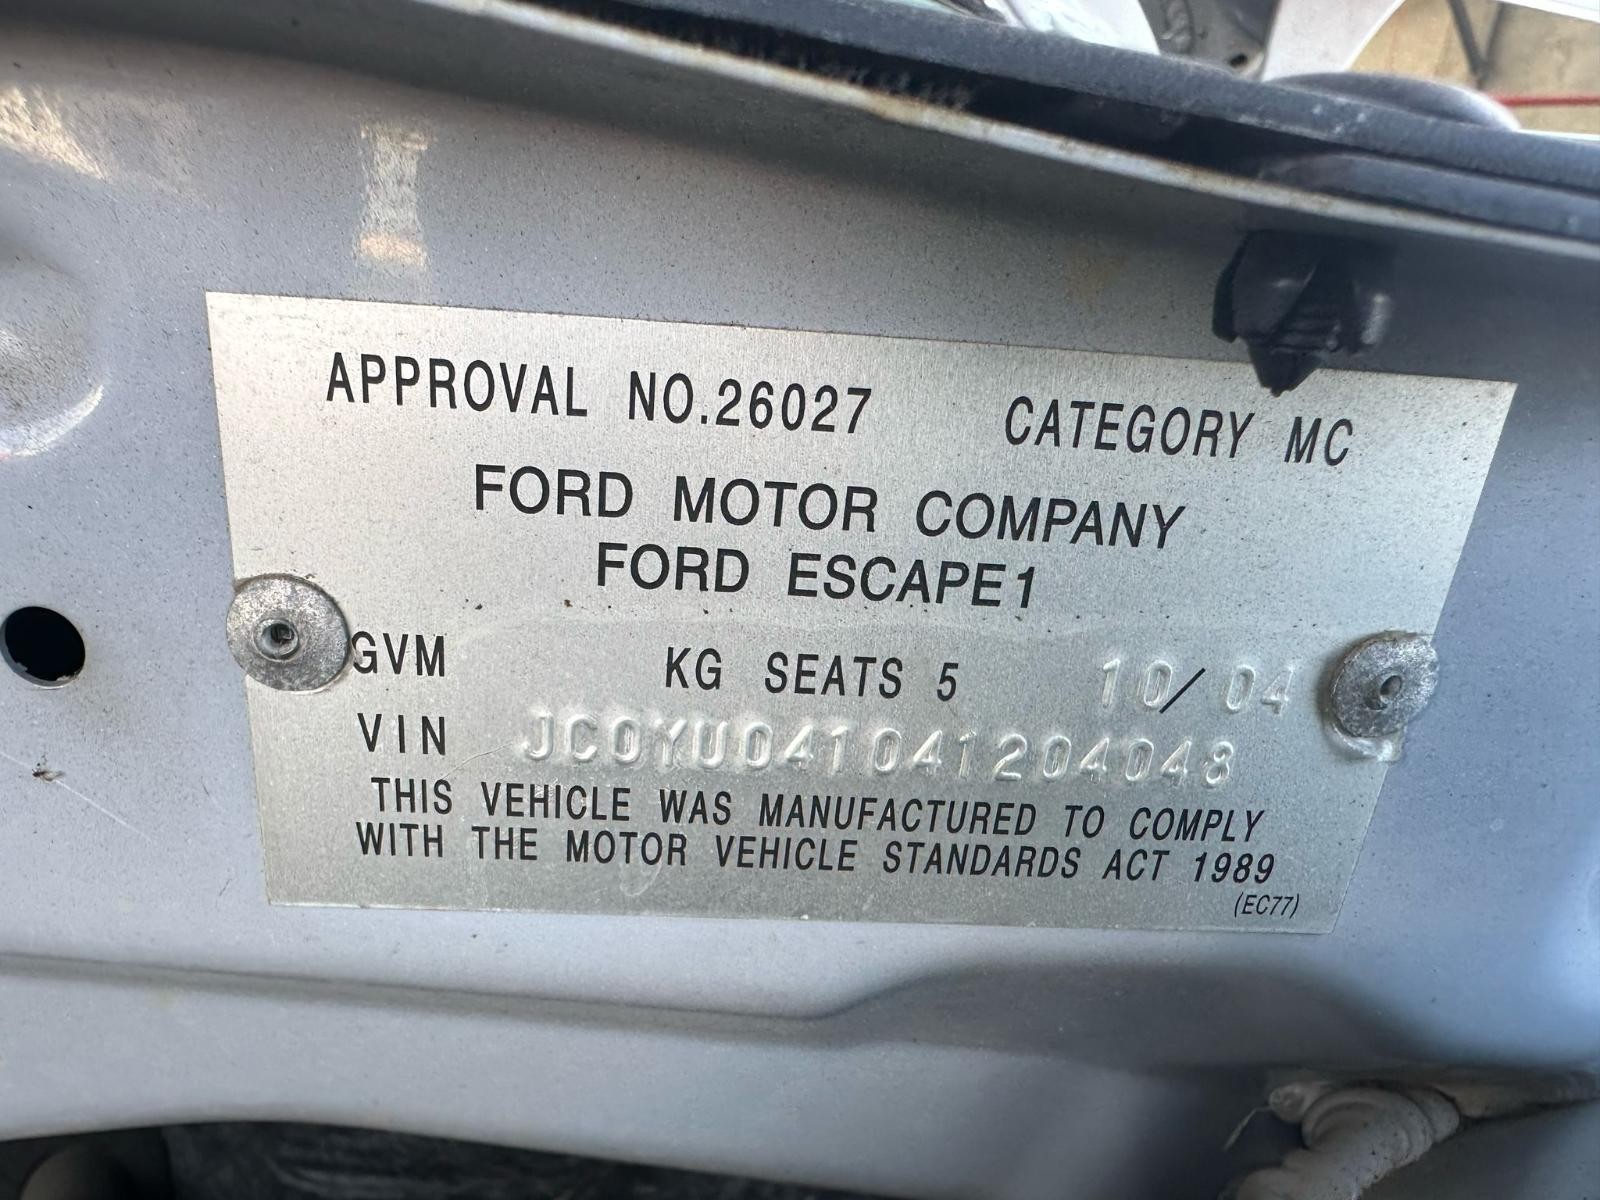 APPROVAL NO.26027 CATEGORY MC
FORD MOTOR COMPANY
FORD ESCAPE1
GVM KG SEATS 5 10/04
VIN JC0YU041041204048
THIS VEHICLE WAS MANUFACTURED TO COMPLY
WITH THE MOTOR VEHICLE STANDARDS ACT 1989
(EC77)